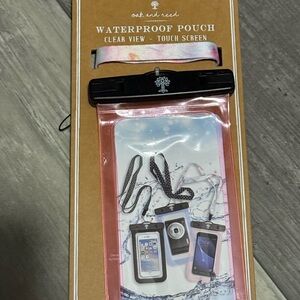 oak and reed
WATERPROOF POUCH
CLEAR VIEW - TOUCH SCREEN